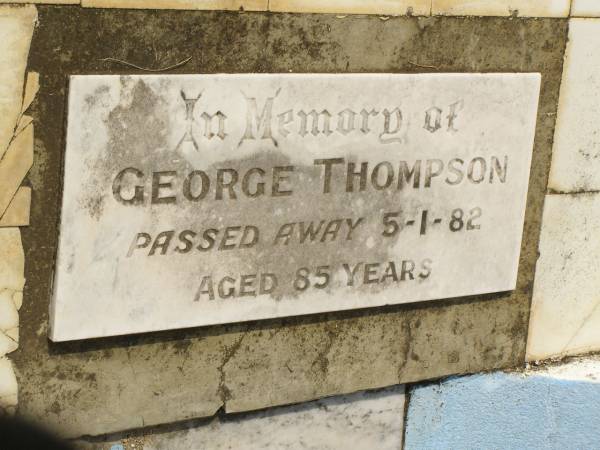 In Memory of
GEORGE THOMPSON
PASSED AWAY 5-1-82
AGED 85 YEARS